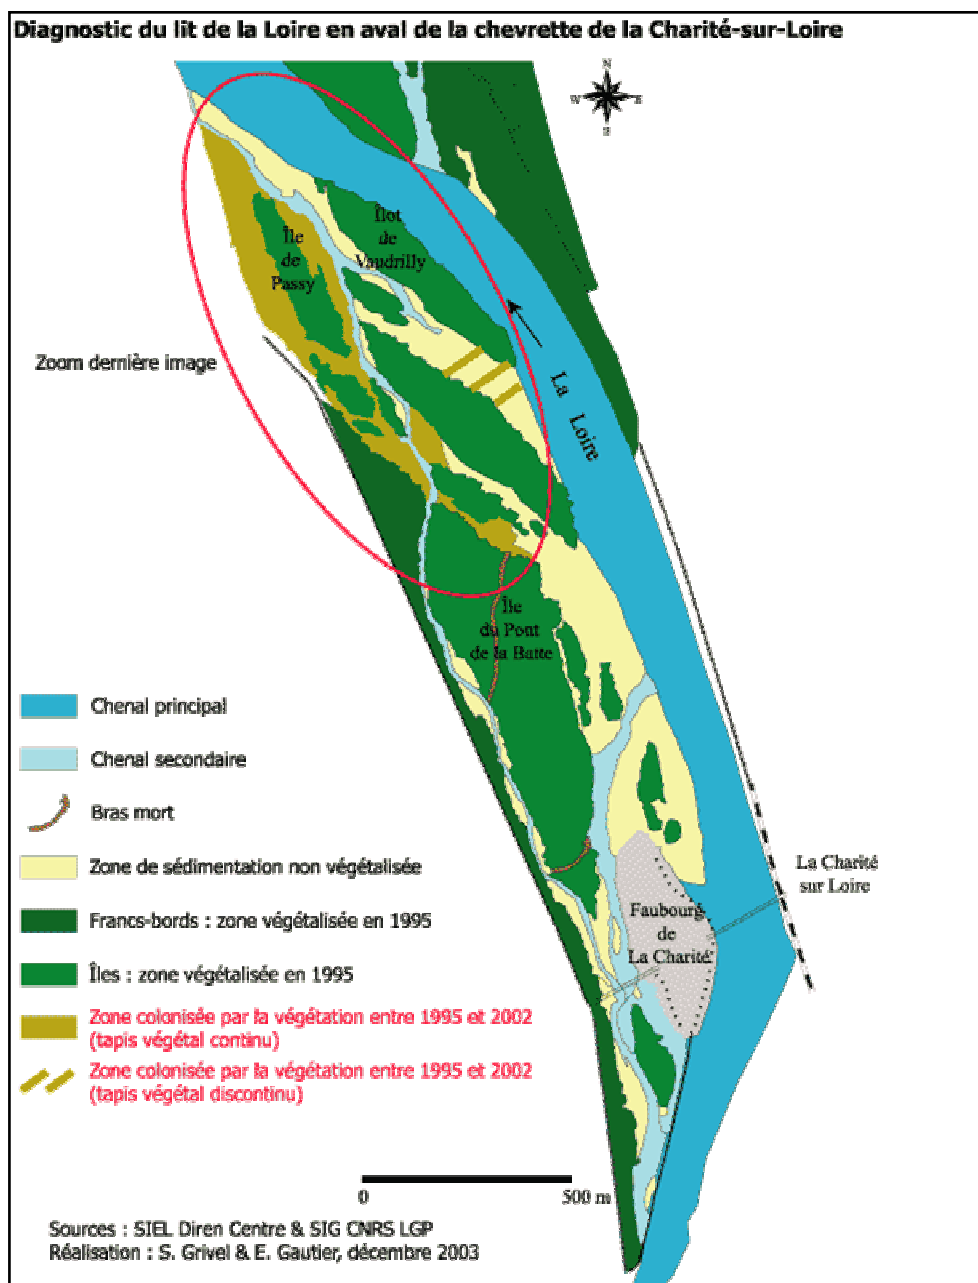 Diagnostic du lit de la Loire en aval de la chevrette de la Charité-sur-Loire
N
W
E
S
Îlot
de
Vaudrilly
Île
de
Passy
Zoom dernière image
La Loire
Île
du Pont
de la Batte
Chenal principal
Chenal secondaire
Bras mort
Zone de sédimentation non végétalisée
Francs-bords : zone végétalisée en 1995
Îles : zone végétalisée en 1995
Zone colonisée par la végétation entre 1995 et 2002
(tapis végétal continu)
Zone colonisée par la végétation entre 1995 et 2002
(tapis végétal discontinu)
La Charité
sur Loire
Faubourg
de
La Charité
0
500 m
Sources : SIEL Diren Centre & SIG CNRS LGP
Réalisation : S. Grivel & E. Gautier, décembre 2003